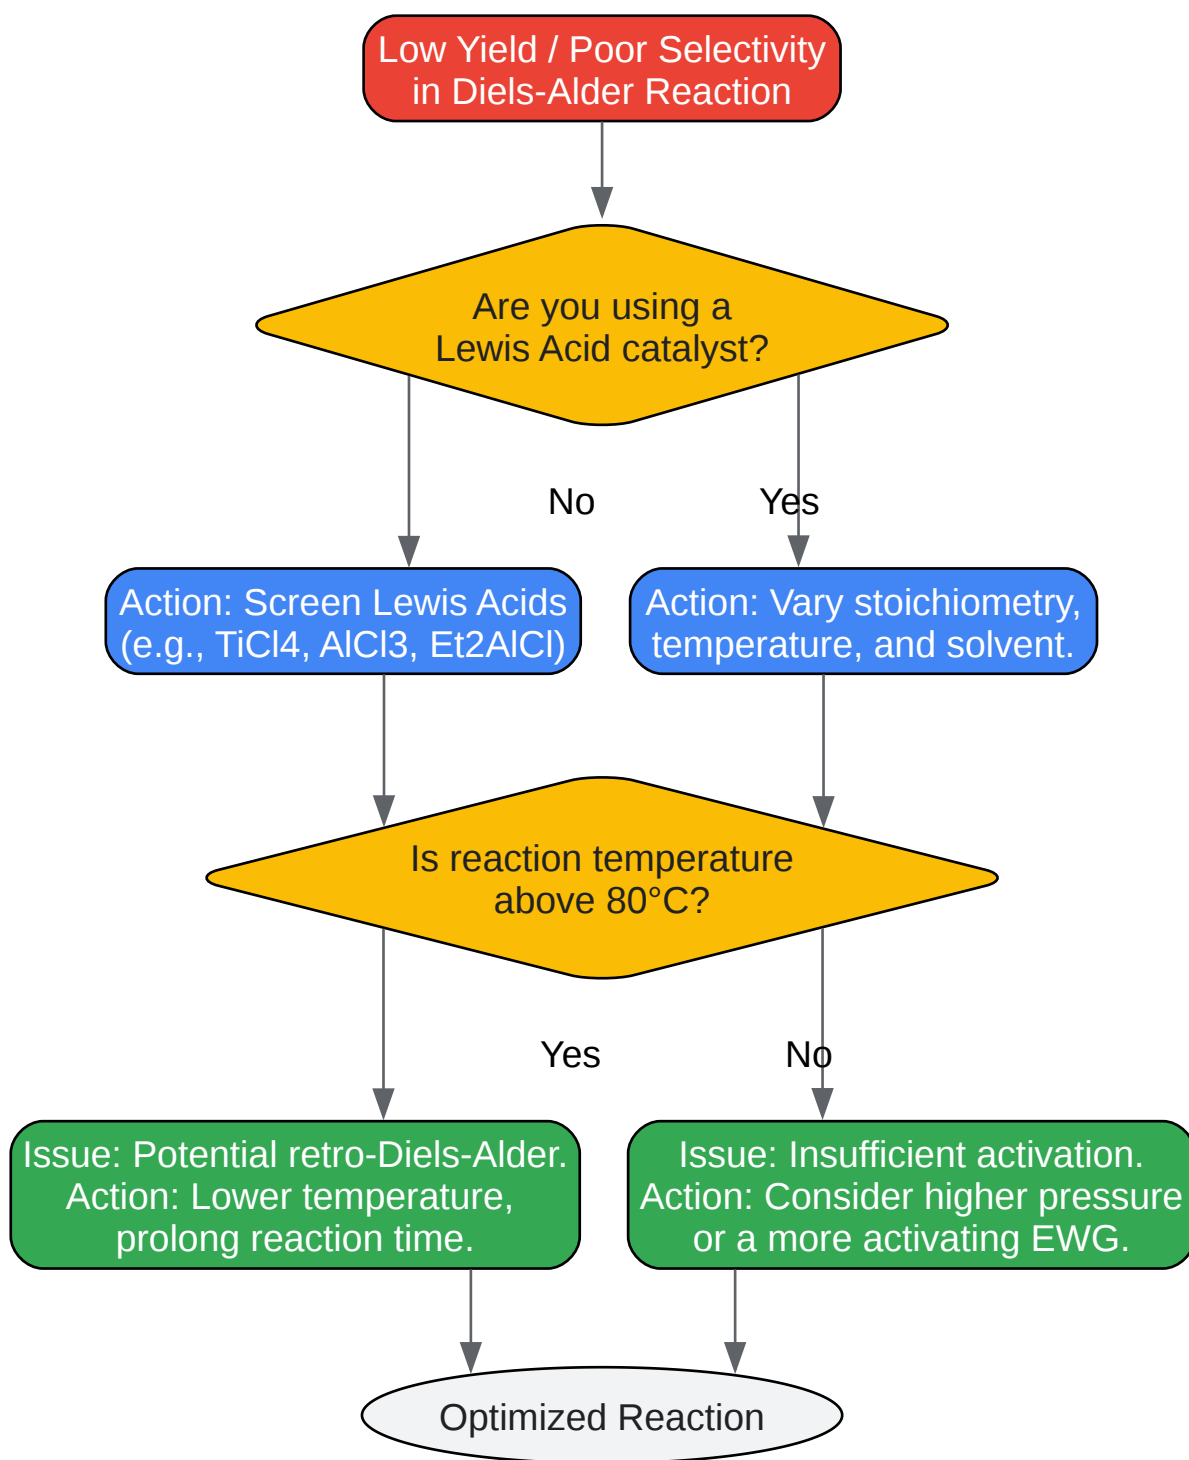 Low Yield / Poor Selectivity
in Diels-Alder Reaction
Are you using a
Lewis Acid catalyst?
No
Yes
Action: Screen Lewis Acids
(e.g., TiCl4, AlCl3, Et2AlCl)
Action: Vary stoichiometry,
temperature, and solvent.
Is reaction temperature
above 80°C?
Yes
No
Issue: Potential retro-Diels-Alder.
Action: Lower temperature,
prolong reaction time.
Issue: Insufficient activation.
Action: Consider higher pressure
or a more activating EWG.
Optimized Reaction